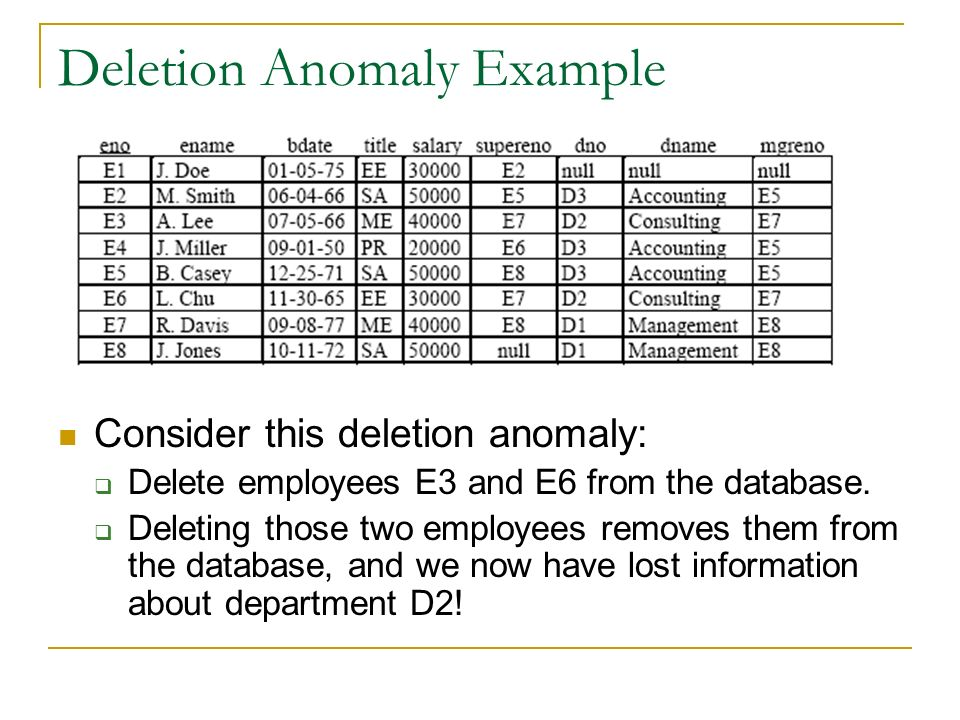 Deletion Anomaly Example
eno ename bdate title salary supereno dno dname mgreno
E1 J. Doe 01-05-75 EE 30000 E2 null null null
E2 M. Smith 06-04-66 SA 50000 E5 D3 Accounting E5
E3 A. Lee 07-05-66 ME 40000 E7 D2 Consulting E7
E4 J. Miller 09-01-50 PR 20000 E6 D3 Accounting E5
E5 B. Casey 12-25-71 SA 50000 E8 D3 Accounting E5
E6 L. Chu 11-30-65 EE 30000 E7 D2 Consulting E7
E7 R. Davis 09-08-77 ME 40000 E8 D1 Management E8
E8 J. Jones 10-11-72 SA 50000 null D1 Management E8
Consider this deletion anomaly:
Delete employees E3 and E6 from the database.
Deleting those two employees removes them from
the database, and we now have lost information
about department D2!